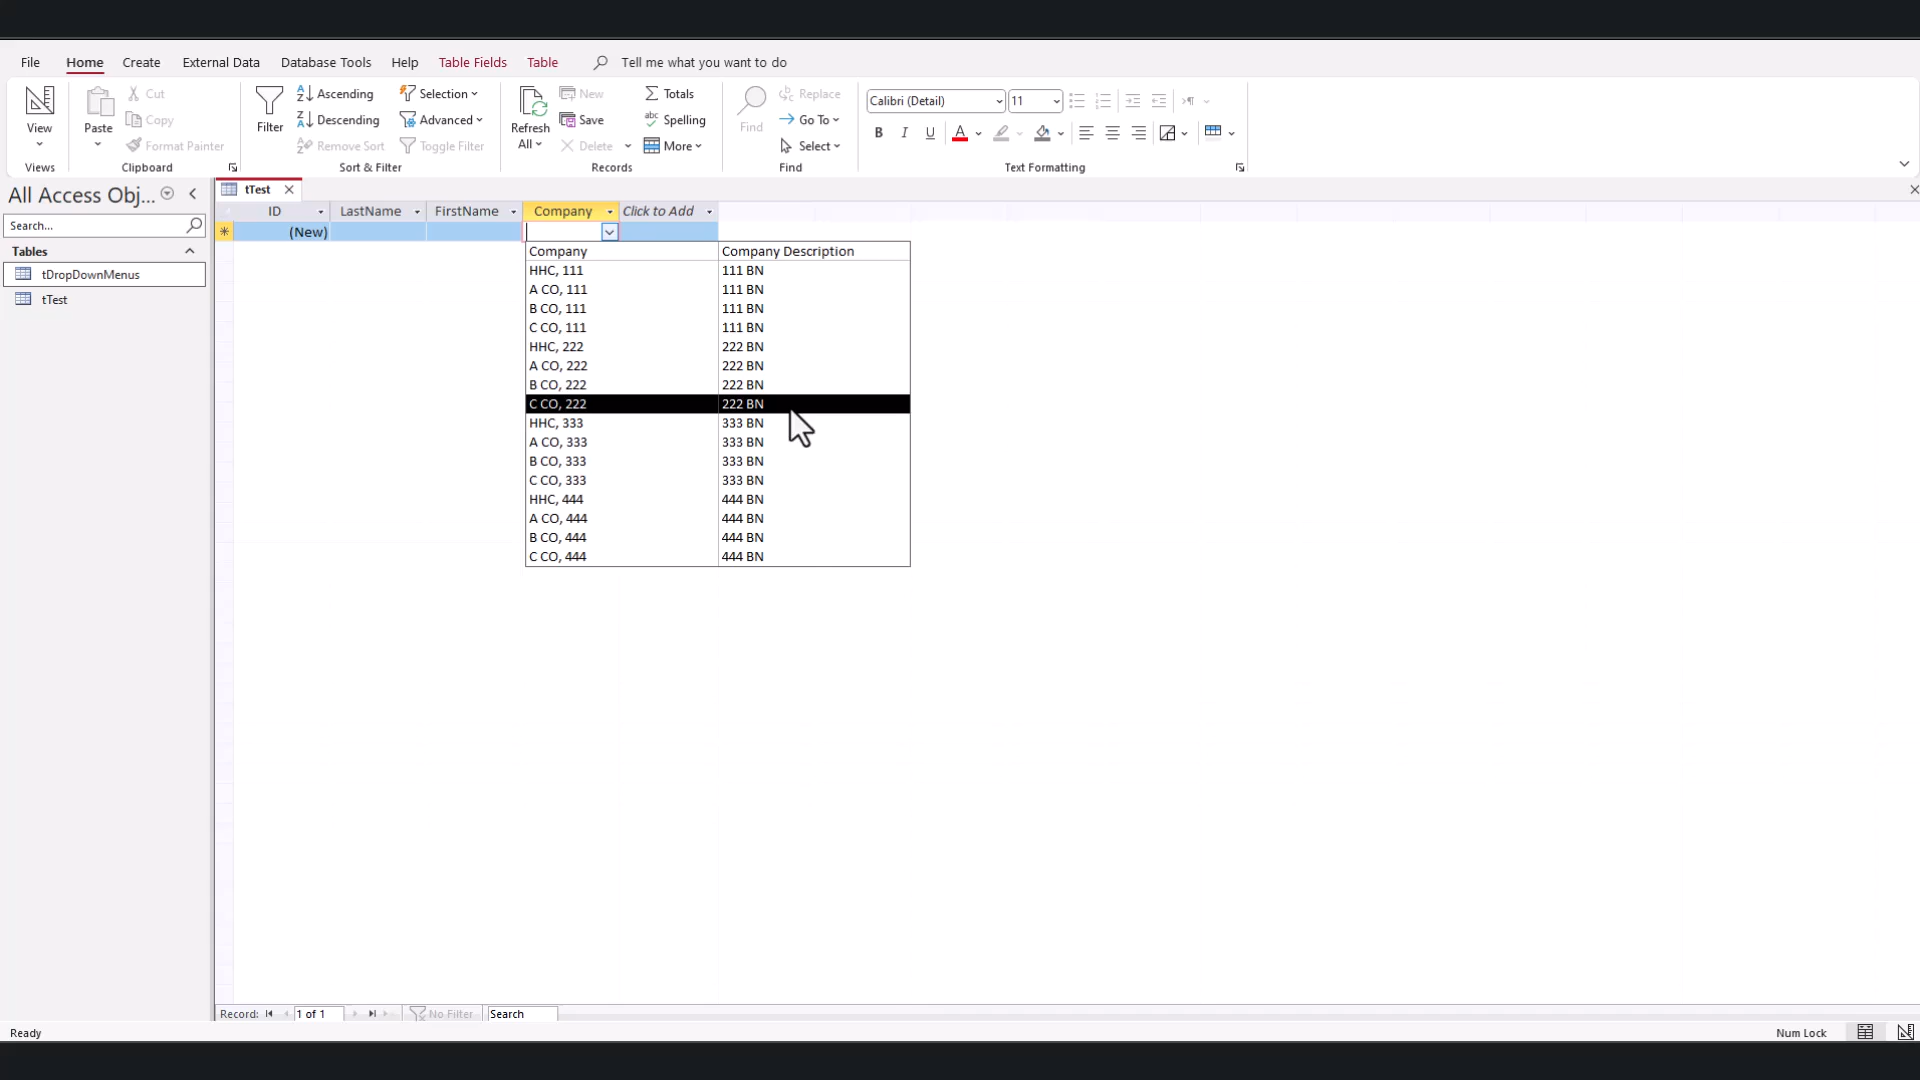 File Home Create External Data Database Tools Help Table Fields Table Tell me what you want to do
View Paste Cut Copy Format Painter Filter Ascending Descending Remove Sort Selection Advanced Toggle Filter Refresh All New Save Delete Totals Spelling More Find Replace Go To Select Calibri (Detail) 11
B I U A
Views Clipboard Sort & Filter Records Find Text Formatting
All Access Obj...
Search...
Tables
tDropDownMenus
tTest
tTest
ID LastName FirstName Company Click to Add
(New)
Company Company Description
HHC, 111 111 BN
A CO, 111 111 BN
B CO, 111 111 BN
C CO, 111 111 BN
HHC, 222 222 BN
A CO, 222 222 BN
B CO, 222 222 BN
C CO, 222 222 BN
HHC, 333 333 BN
A CO, 333 333 BN
B CO, 333 333 BN
C CO, 333 333 BN
HHC, 444 444 BN
A CO, 444 444 BN
B CO, 444 444 BN
C CO, 444 444 BN
Record: 1 of 1 No Filter Search
Ready Num Lock